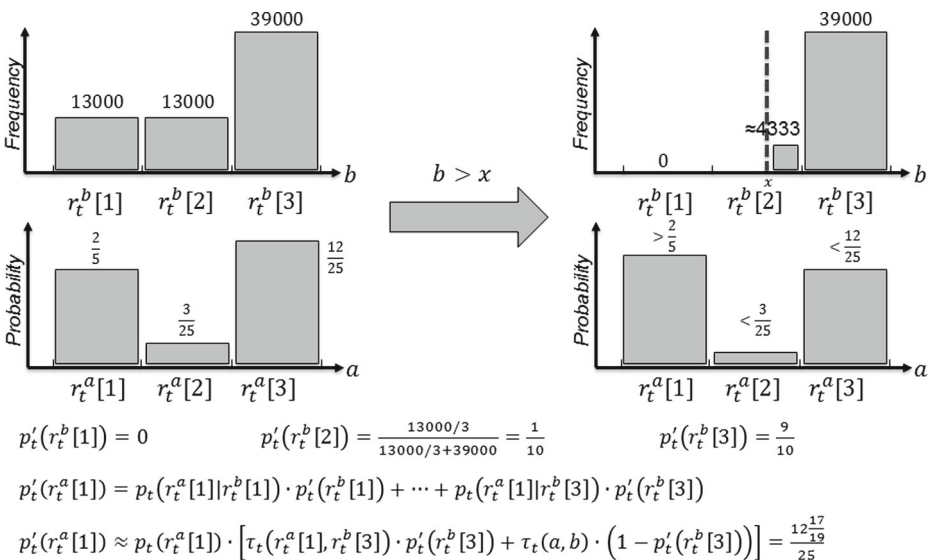 39000
13000 13000
Frequency
b
r_t^b[1] r_t^b[2] r_t^b[3]
39000
≈4333
0
Frequency
x
b
r_t^b[1] r_t^b[2] r_t^b[3]
b > x
2/5
3/25
12/25
Probability
a
r_t^a[1] r_t^a[2] r_t^a[3]
> 2/5
< 3/25
< 12/25
Probability
a
r_t^a[1] r_t^a[2] r_t^a[3]
p'_t(r_t^b[1]) = 0 p'_t(r_t^b[2]) = (13000/3)/(13000/3+39000) = 1/10 p'_t(r_t^b[3]) = 9/10
p'_t(r_t^a[1]) = p_t(r_t^a[1]|r_t^b[1]) · p'_t(r_t^b[1]) + ⋯ + p_t(r_t^a[1]|r_t^b[3]) · p'_t(r_t^b[3])
p'_t(r_t^a[1]) ≈ p_t(r_t^a[1]) · [τ_t(r_t^a[1], r_t^b[3]) · p'_t(r_t^b[3]) + τ_t(a, b) · (1 − p'_t(r_t^b[3]))] = (12 17/19)/25